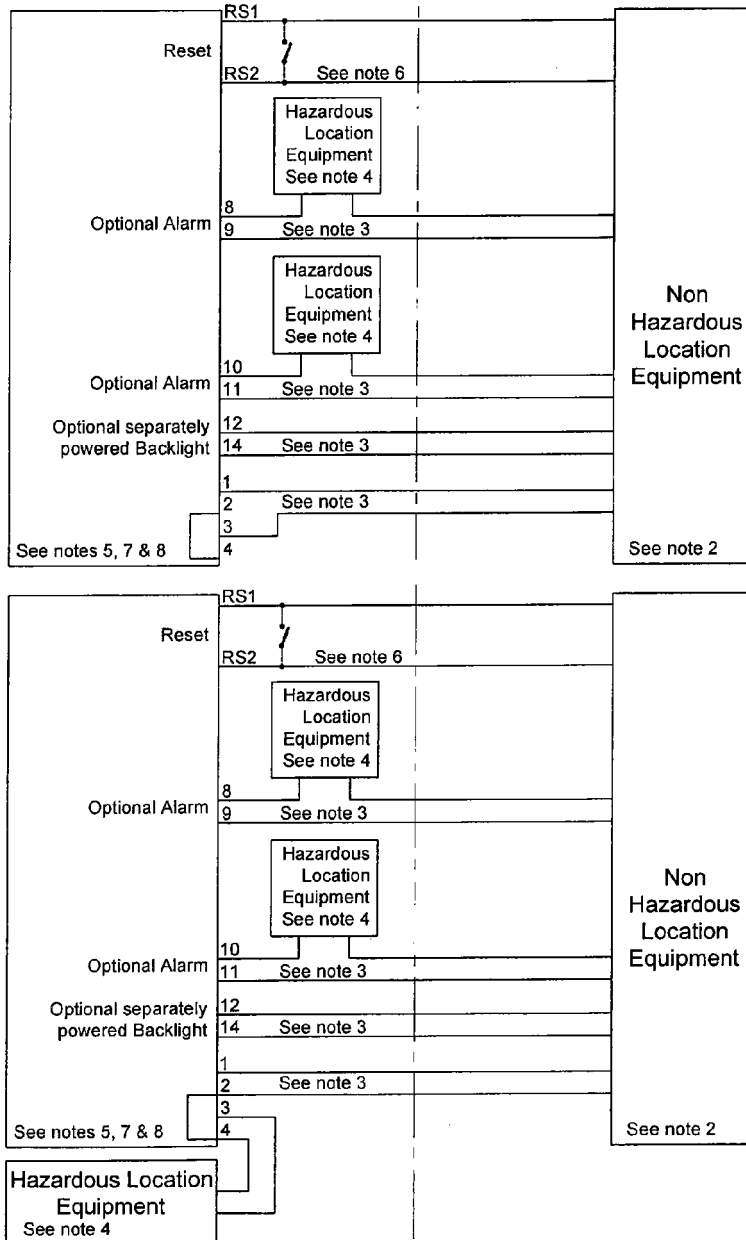 RS1
Reset
RS2 See note 6
Hazardous
Location
Equipment
See note 4
8
Optional Alarm
9 See note 3
Hazardous
Location
Equipment
See note 4
Non
Hazardous
Location
Equipment
10
Optional Alarm
11 See note 3
Optional separately
powered Backlight
12
14 See note 3
1
2 See note 3
3
4
See notes 5, 7 & 8
See note 2
RS1
Reset
RS2 See note 6
Hazardous
Location
Equipment
See note 4
8
Optional Alarm
9 See note 3
Hazardous
Location
Equipment
See note 4
Non
Hazardous
Location
Equipment
10
Optional Alarm
11 See note 3
Optional separately
powered Backlight
12
14 See note 3
1
2 See note 3
3
4
See notes 5, 7 & 8
See note 2
Hazardous Location
Equipment
See note 4